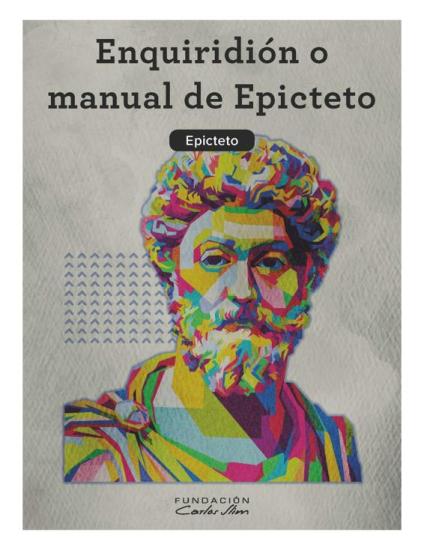 Enquiridión o
manual de Epicteto
Epicteto
FUNDACIÓN
Carlos Slim